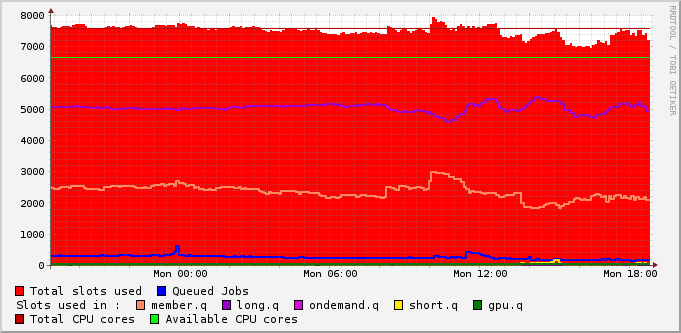 8000
7000
6000
5000
4000
3000
2000
1000
0
Mon 00:00 Mon 06:00 Mon 12:00 Mon 18:00
Total slots used Queued Jobs
Slots used in : member.q long.q ondemand.q short.q gpu.q
Total CPU cores Available CPU cores
RRDTOOL / TOBI OETIKER